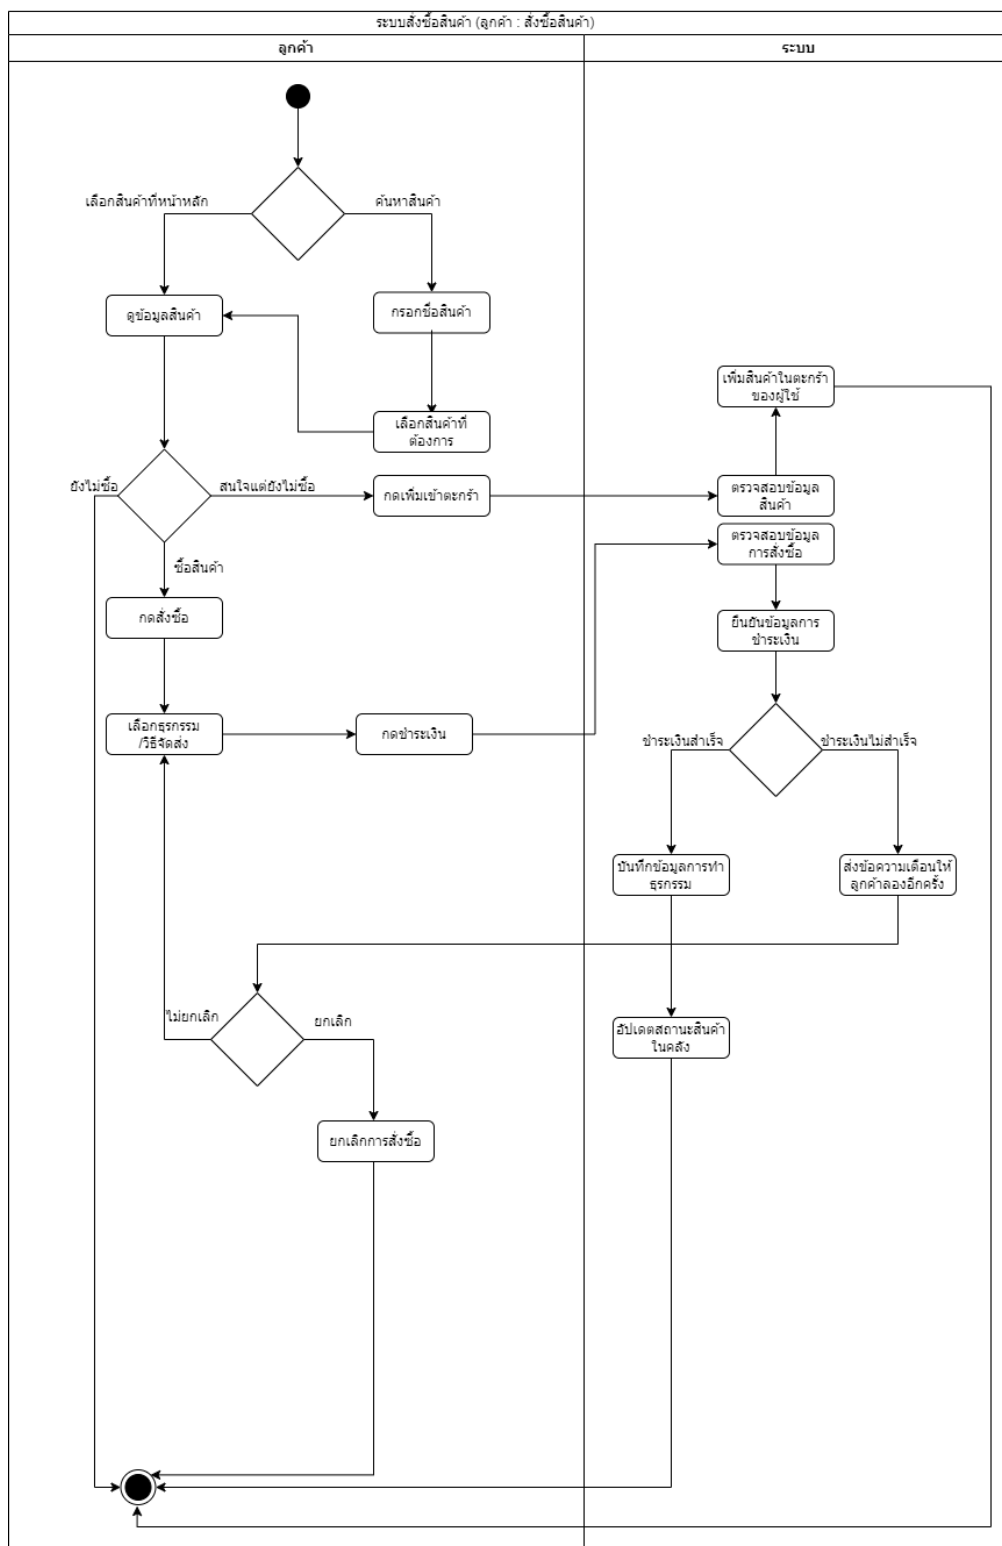 ระบบสั่งซื้อสินค้า (ลูกค้า : สั่งซื้อสินค้า)
ลูกค้า
ระบบ
เลือกสินค้าที่หน้าหลัก
ค้นหาสินค้า
ดูข้อมูลสินค้า
กรอกชื่อสินค้า
เพิ่มสินค้าในตะกร้า
ของผู้ใช้
เลือกสินค้าที่
ต้องการ
ยังไม่ซื้อ
สนใจแต่ยังไม่ซื้อ
กดเพิ่มเข้าตะกร้า
ตรวจสอบข้อมูล
สินค้า
ตรวจสอบข้อมูล
การสั่งซื้อ
ซื้อสินค้า
กดสั่งซื้อ
ยืนยันข้อมูลการ
ชำระเงิน
เลือกธุรกรรม
/วิธีจัดส่ง
กดชำระเงิน
ชำระเงินสำเร็จ
ชำระเงินไม่สำเร็จ
บันทึกข้อมูลการทำ
ธุรกรรม
ส่งข้อความเตือนให้
ลูกค้าลองอีกครั้ง
ไม่ยกเลิก
ยกเลิก
อัปเดตสถานะสินค้า
ในคลัง
ยกเลิกการสั่งซื้อ